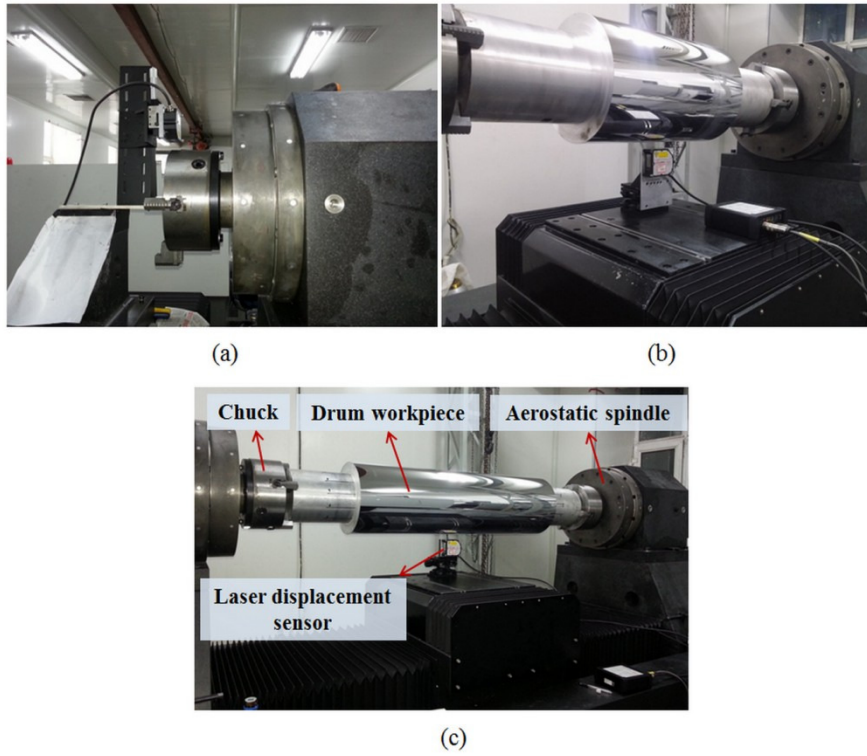 (a)
(b)
Chuck
Drum workpiece
Aerostatic spindle
Laser displacement
sensor
(c)